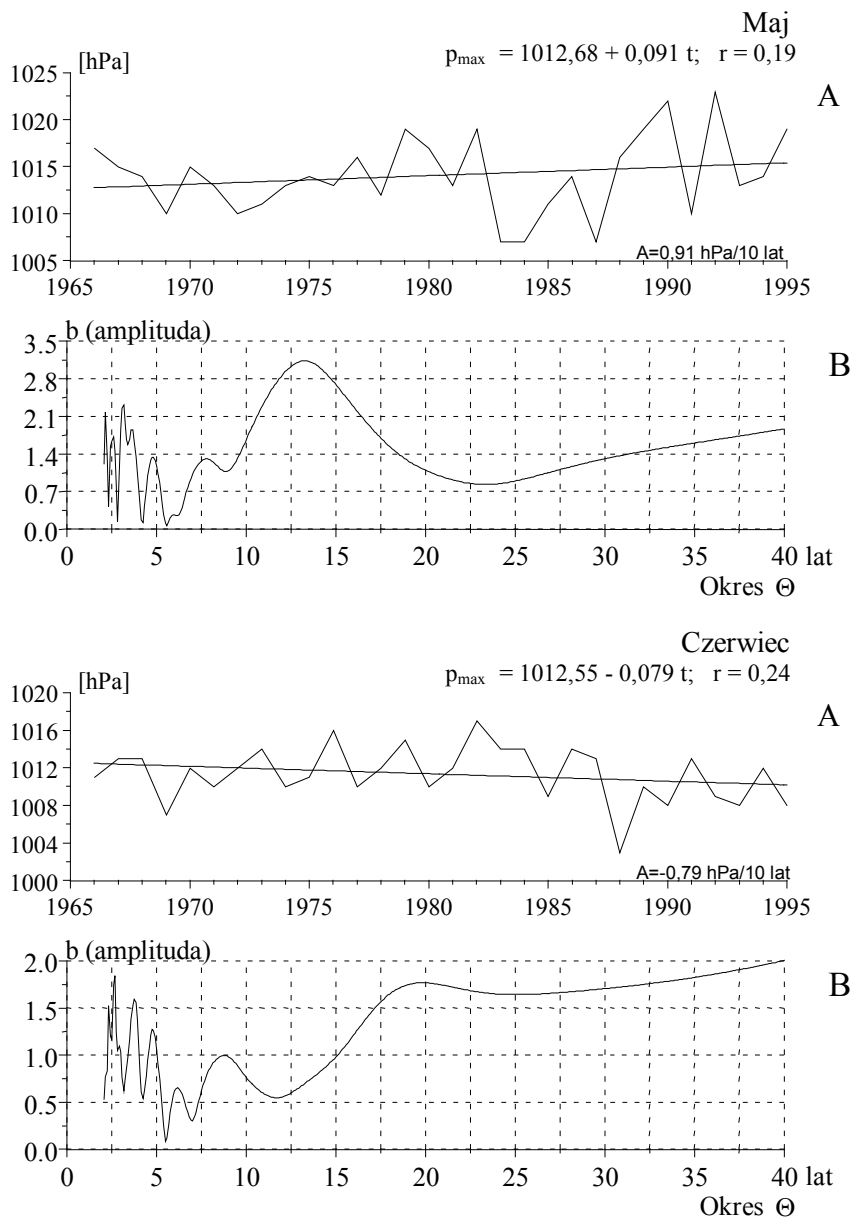 Maj
[hPa]
p_max = 1012,68 + 0,091 t; r = 0,19
A
1025
1020
1015
1010
1005
A=0,91 hPa/10 lat
1965 1970 1975 1980 1985 1990 1995
b (amplituda)
B
3.5
2.8
2.1
1.4
0.7
0.0
0 5 10 15 20 25 30 35 40 lat
Okres Θ
Czerwiec
[hPa]
p_max = 1012,55 - 0,079 t; r = 0,24
A
1020
1016
1012
1008
1004
1000
A=-0,79 hPa/10 lat
1965 1970 1975 1980 1985 1990 1995
b (amplituda)
B
2.0
1.5
1.0
0.5
0.0
0 5 10 15 20 25 30 35 40 lat
Okres Θ